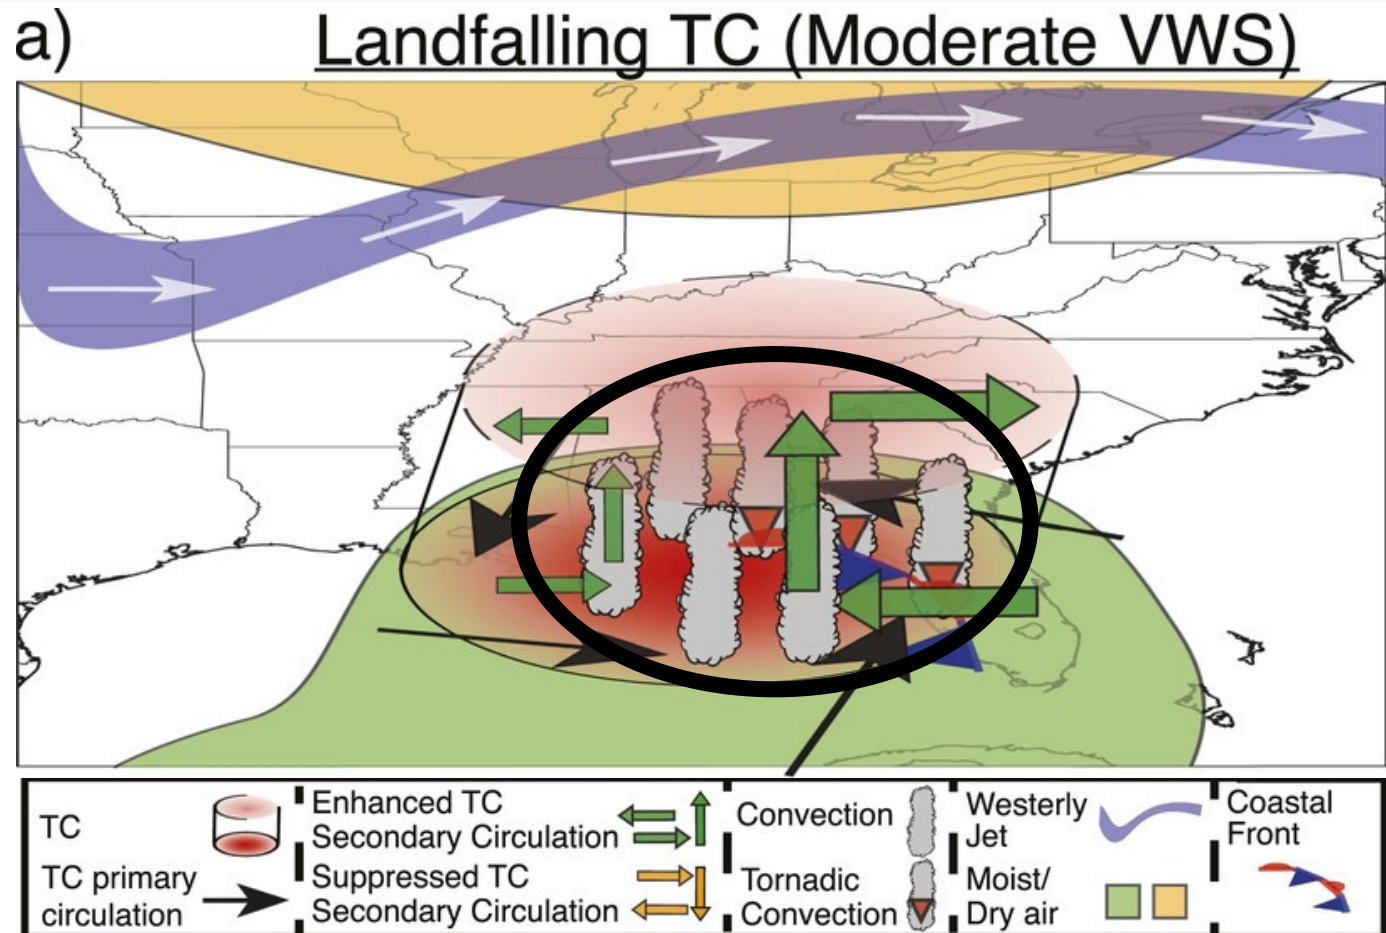 a)
Landfalling TC (Moderate VWS)
TC
TC primary
circulation
Enhanced TC
Secondary Circulation
Suppressed TC
Secondary Circulation
Convection
Tornadic
Convection
Westerly
Jet
Moist/
Dry air
Coastal
Front